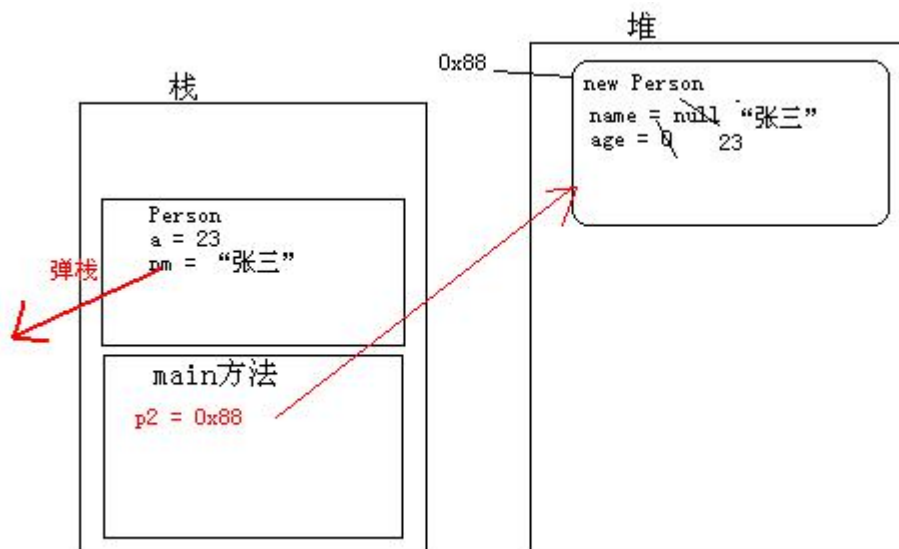 堆
0x88
new Person
name = null “张三”
age = 0 23
栈
Person
a = 23
nm = “张三”
弹栈
main方法
p2 = 0x88